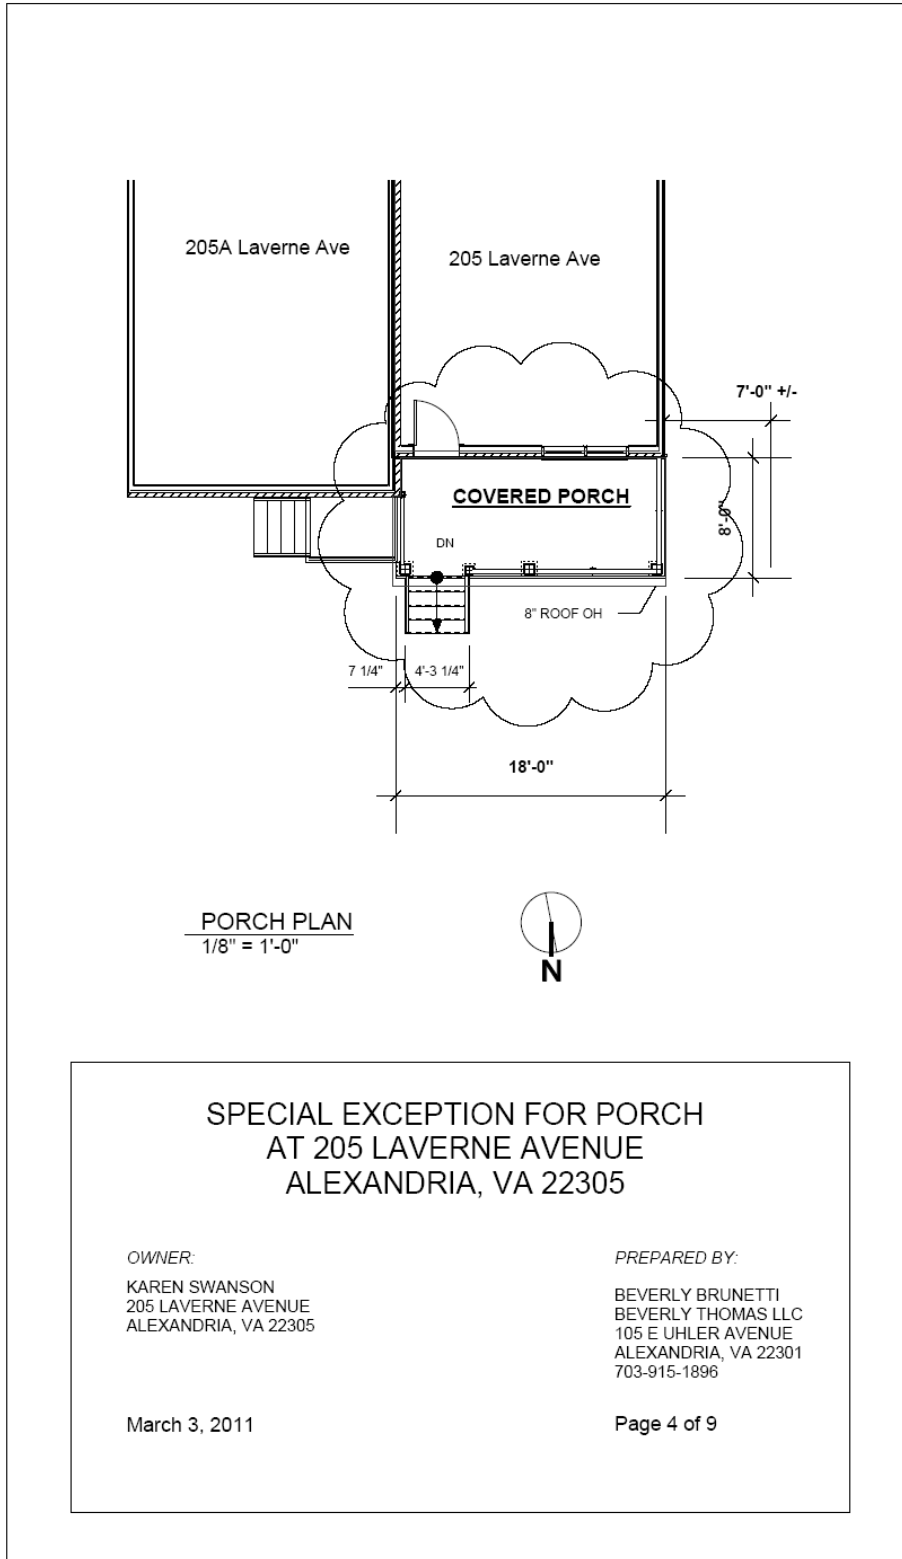 205A Laverne Ave
205 Laverne Ave
7'-0" +/-
COVERED PORCH
8'-0"
DN
8" ROOF OH
7 1/4"
4'-3 1/4"
18'-0"
PORCH PLAN
1/8" = 1'-0"
N
SPECIAL EXCEPTION FOR PORCH
AT 205 LAVERNE AVENUE
ALEXANDRIA, VA 22305
OWNER:
KAREN SWANSON
205 LAVERNE AVENUE
ALEXANDRIA, VA 22305
PREPARED BY:
BEVERLY BRUNETTI
BEVERLY THOMAS LLC
105 E UHLER AVENUE
ALEXANDRIA, VA 22301
703-915-1896
March 3, 2011
Page 4 of 9